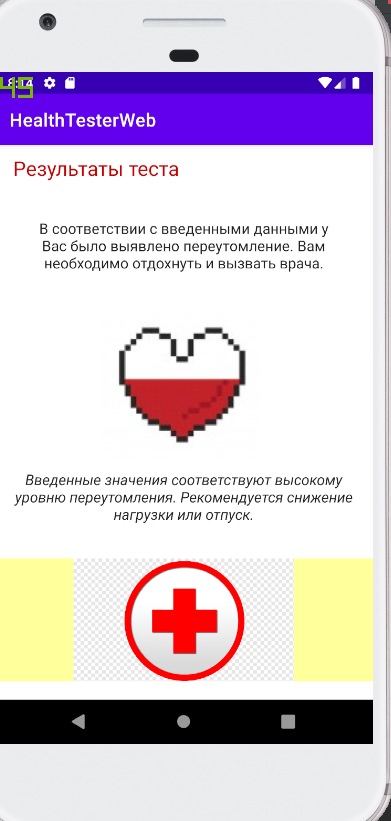 HealthTesterWeb
Результаты теста
В соответствии с введенными данными у
Вас было выявлено переутомление. Вам
необходимо отдохнуть и вызвать врача.
Введенные значения соответствуют высокому
уровню переутомления. Рекомендуется снижение
нагрузки или отпуск.